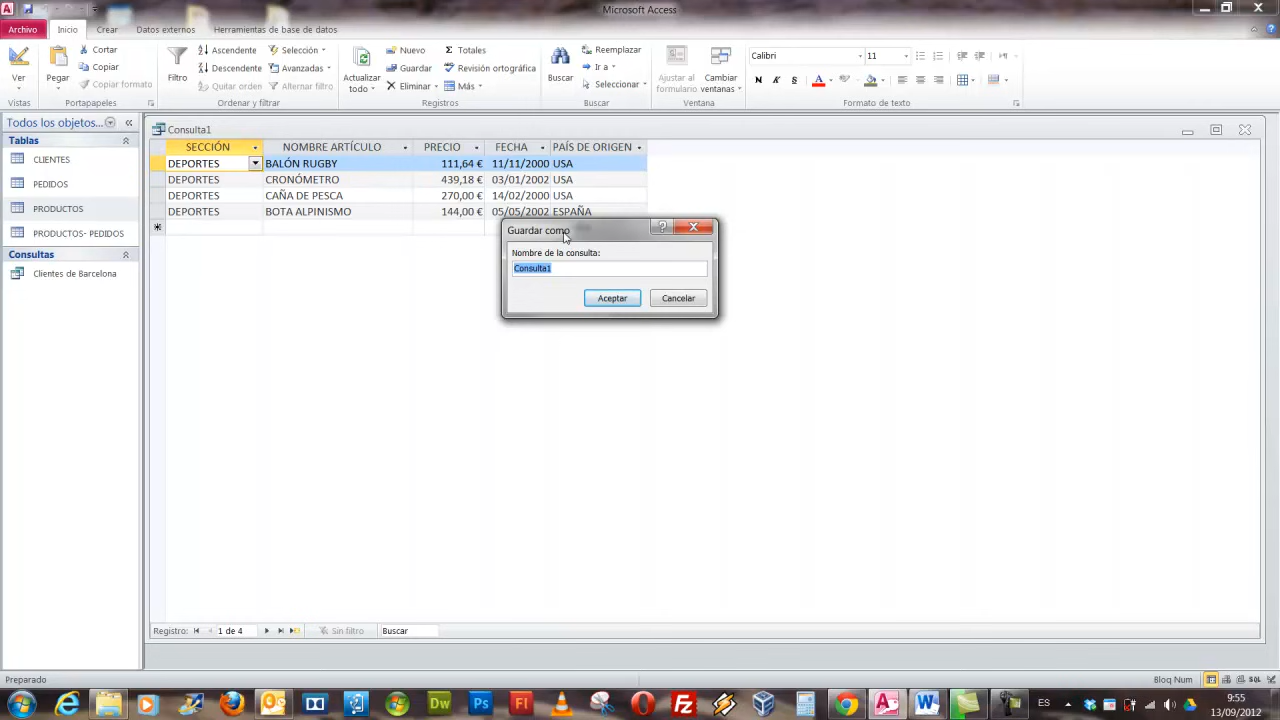 Microsoft Access
Archivo Inicio Crear Datos externos Herramientas de base de datos
Ver
Vistas
Pegar
Cortar
Copiar
Copiar formato
Portapapeles
Filtro
Ascendente
Descendente
Quitar orden
Selección
Avanzadas
Alternar filtro
Ordenar y filtrar
Actualizar
todo
Nuevo
Guardar
Eliminar
Totales
Revisión ortográfica
Más
Registros
Buscar
Reemplazar
Ir a
Seleccionar
Buscar
Ajustar al
formulario
Cambiar
ventanas
Ventana
Calibri 11
N K S
Formato de texto
Todos los objetos...
Tablas
CLIENTES
PEDIDOS
PRODUCTOS
PRODUCTOS- PEDIDOS
Consultas
Clientes de Barcelona
Consulta1
SECCIÓN NOMBRE ARTÍCULO PRECIO FECHA PAÍS DE ORIGEN
DEPORTES BALÓN RUGBY 111,64 € 11/11/2000 USA
DEPORTES CRONÓMETRO 439,18 € 03/01/2002 USA
DEPORTES CAÑA DE PESCA 270,00 € 14/02/2000 USA
DEPORTES BOTA ALPINISMO 144,00 € 05/05/2002 ESPAÑA
Guardar como
Nombre de la consulta:
Consulta1
Aceptar Cancelar
Registro: 1 de 4 Sin filtro Buscar
Preparado Bloq Num SQL
Dw Ps Fl Fz ES 9:55
13/09/2012